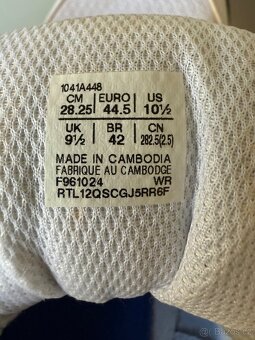 1041A448
CM EURO US
28.25 44.5 10½
UK BR CN
9½ 42 282.5(2.5)
MADE IN CAMBODIA
FABRIQUE AU CAMBODGE
F961024 WR
RTL12QSCGJ5RR6F